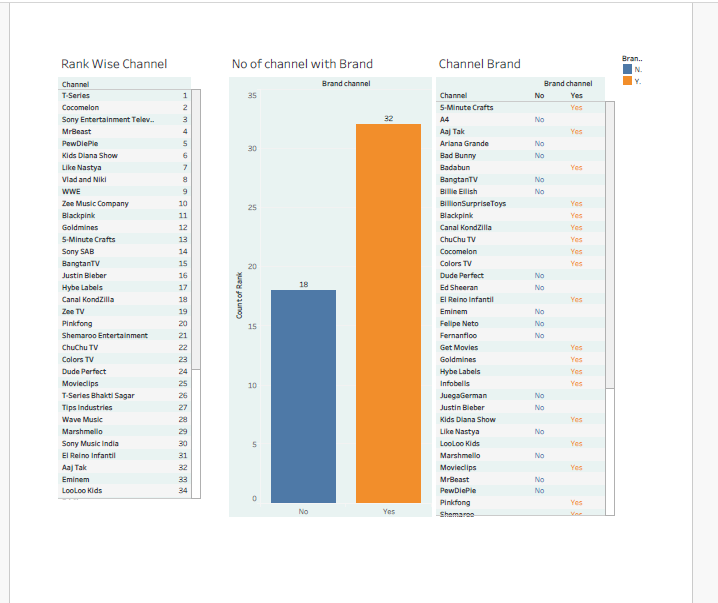 Rank Wise Channel
Channel
T-Series 1
Cocomelon 2
Sony Entertainment Telev.. 3
MrBeast 4
PewDiePie 5
Kids Diana Show 6
Like Nastya 7
Vlad and Niki 8
WWE 9
Zee Music Company 10
Blackpink 11
Goldmines 12
5-Minute Crafts 13
Sony SAB 14
BangtanTV 15
Justin Bieber 16
Hybe Labels 17
Canal KondZilla 18
Zee TV 19
Pinkfong 20
Shemaroo Entertainment 21
ChuChu TV 22
Colors TV 23
Dude Perfect 24
Movieclips 25
T-Series Bhakti Sagar 26
Tips Industries 27
Wave Music 28
Marshmello 29
Sony Music India 30
El Reino Infantil 31
Aaj Tak 32
Eminem 33
LooLoo Kids 34
No of channel with Brand
Brand channel
Count of Rank
35
30
25
20
15
10
5
0
18
32
No Yes
Channel Brand
Brand channel
Channel No Yes
5-Minute Crafts Yes
A4 No
Aaj Tak Yes
Ariana Grande No
Bad Bunny No
Badabun Yes
BangtanTV No
Billie Eilish No
BillionSurpriseToys Yes
Blackpink Yes
Canal KondZilla Yes
ChuChu TV Yes
Cocomelon Yes
Colors TV Yes
Dude Perfect No
Ed Sheeran No
El Reino Infantil Yes
Eminem No
Felipe Neto No
Fernanfloo No
Get Movies Yes
Goldmines Yes
Hybe Labels Yes
Infobells Yes
JuegaGerman No
Justin Bieber No
Kids Diana Show Yes
Like Nastya No
LooLoo Kids Yes
Marshmello No
Movieclips Yes
MrBeast No
PewDiePie No
Pinkfong Yes
Shemaroo Yes
Bran..
N.
Y.